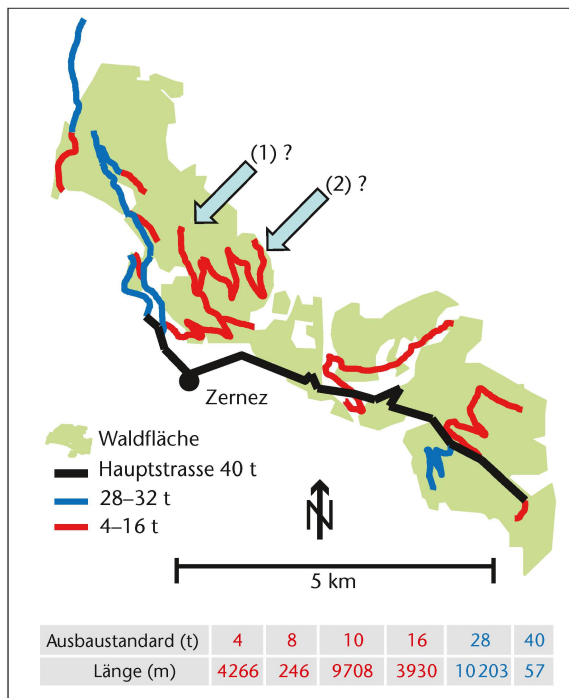 (1) ?
(2) ?
Zernez
Waldfläche
Hauptstrasse 40 t
28–32 t
4–16 t
N
5 km
Ausbaustandard (t) 4 8 10 16 28 40
Länge (m) 4266 246 9708 3930 10 203 57